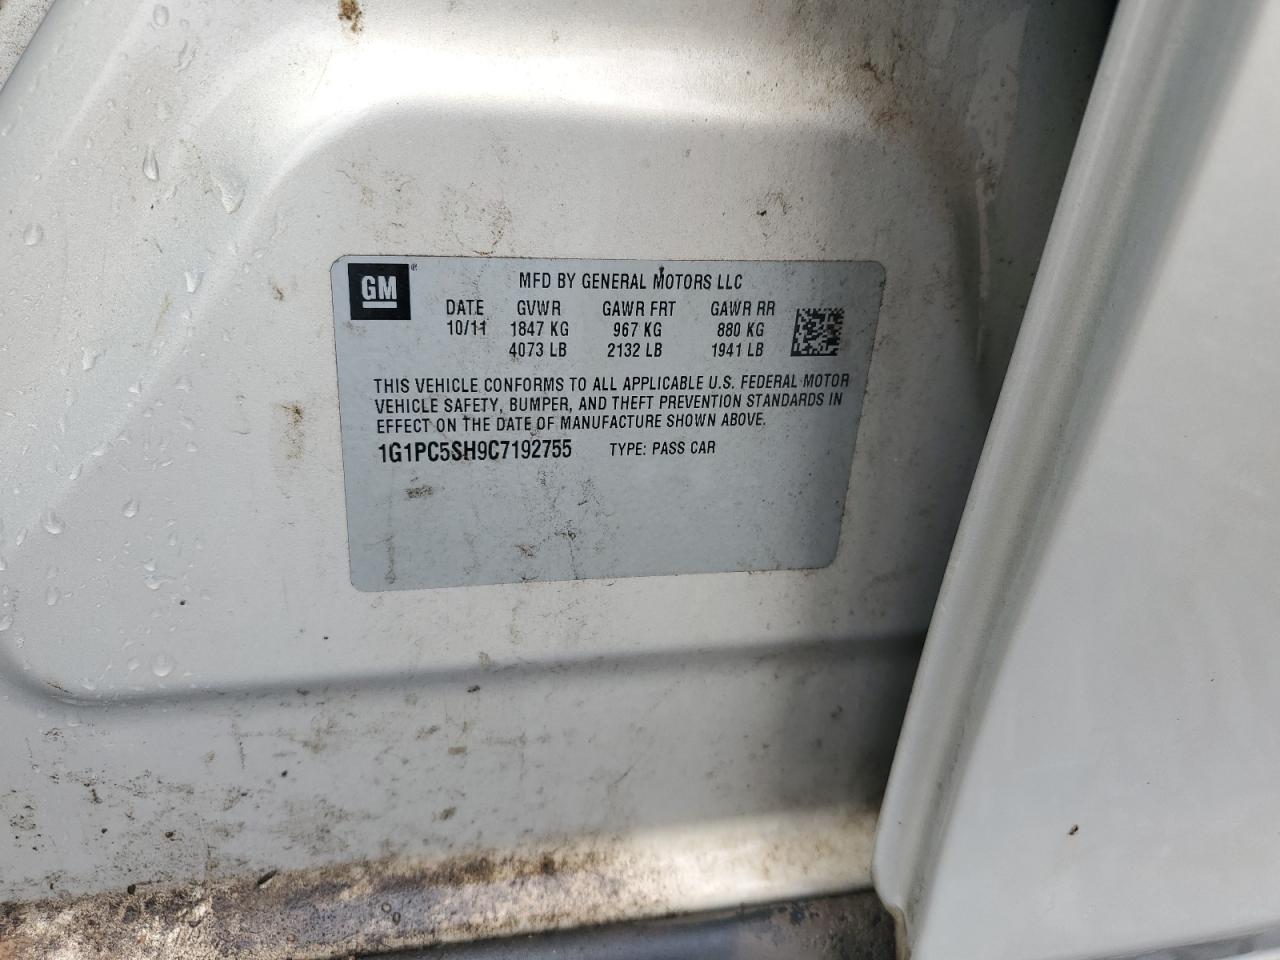 GM ® MFD BY GENERAL MOTORS LLC
DATE GVWR GAWR FRT GAWR RR
10/11 1847 KG 967 KG 880 KG
4073 LB 2132 LB 1941 LB
THIS VEHICLE CONFORMS TO ALL APPLICABLE U.S. FEDERAL MOTOR
VEHICLE SAFETY, BUMPER, AND THEFT PREVENTION STANDARDS IN
EFFECT ON THE DATE OF MANUFACTURE SHOWN ABOVE.
1G1PC5SH9C7192755 TYPE: PASS CAR